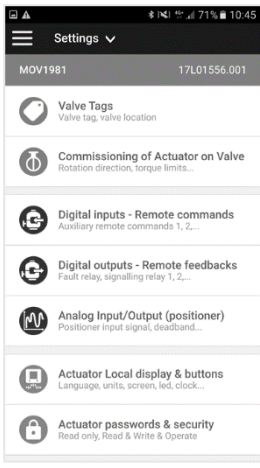 71% 10:45
Settings
MOV1981 17L01556.001
Valve Tags
Valve tag, valve location
Commissioning of Actuator on Valve
Rotation direction, torque limits...
Digital inputs - Remote commands
Auxiliary remote commands 1, 2,...
Digital outputs - Remote feedbacks
Fault relay, signalling relay 1, 2,...
Analog Input/Output (positioner)
Positioner input signal, deadband...
Actuator Local display & buttons
Language, units, screen, led, clock...
Actuator passwords & security
Read only, Read & Write & Operate